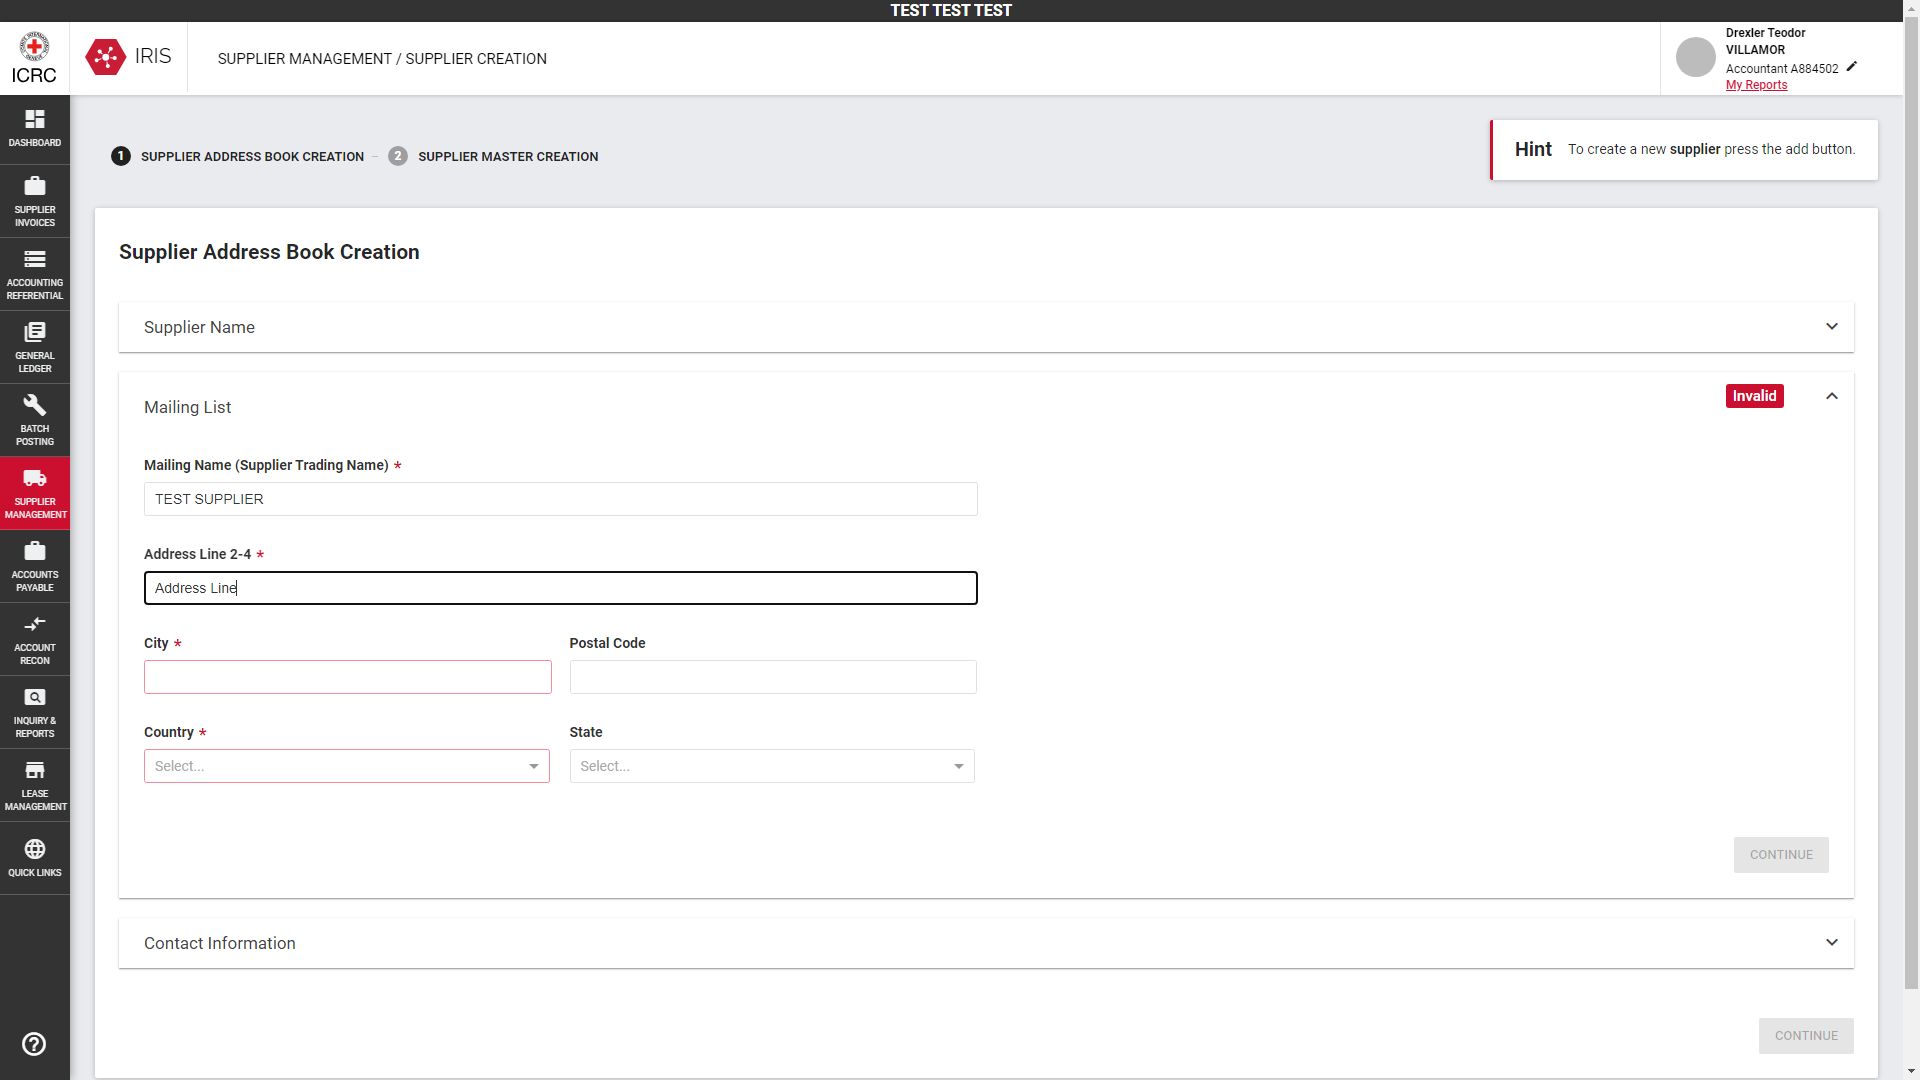 TEST TEST TEST
ICRC
IRIS
SUPPLIER MANAGEMENT / SUPPLIER CREATION
Drexler Teodor
VILLAMOR
Accountant A884502
My Reports
DASHBOARD
SUPPLIER
INVOICES
ACCOUNTING
REFERENTIAL
GENERAL
LEDGER
BATCH
POSTING
SUPPLIER
MANAGEMENT
ACCOUNTS
PAYABLE
ACCOUNT
RECON
INQUIRY &
REPORTS
LEASE
MANAGEMENT
QUICK LINKS
1 SUPPLIER ADDRESS BOOK CREATION – 2 SUPPLIER MASTER CREATION
Hint To create a new supplier press the add button.
Supplier Address Book Creation
Supplier Name
Mailing List
Invalid
Mailing Name (Supplier Trading Name) *
TEST SUPPLIER
Address Line 2-4 *
Address Line
City *
Postal Code
Country *
State
Select...
Select...
CONTINUE
Contact Information
CONTINUE